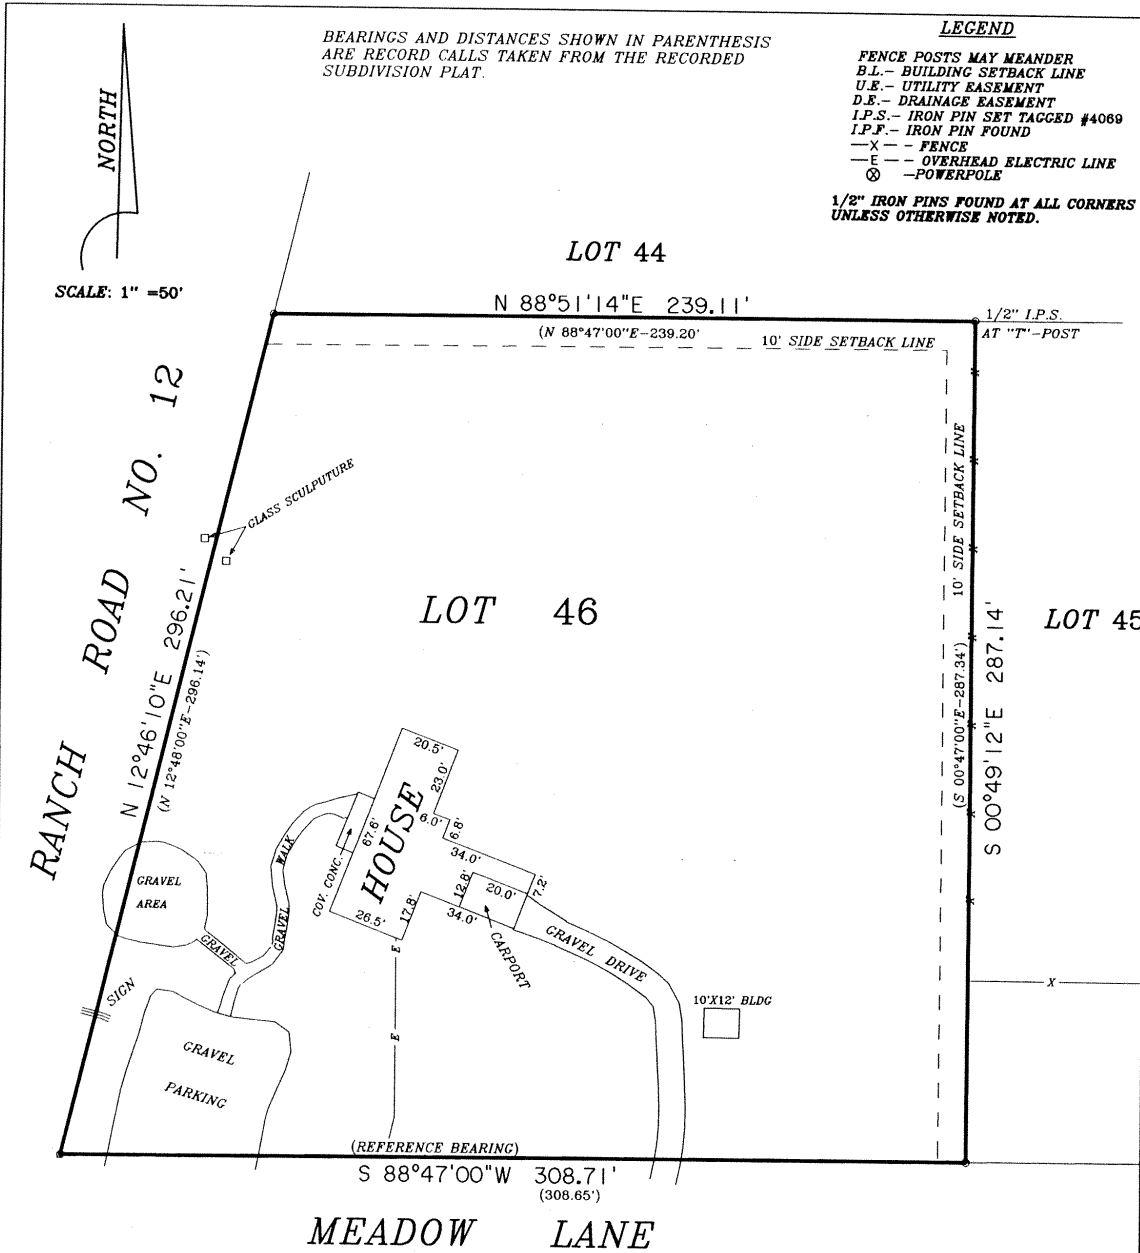 BEARINGS AND DISTANCES SHOWN IN PARENTHESIS
ARE RECORD CALLS TAKEN FROM THE RECORDED
SUBDIVISION PLAT.
LEGEND
FENCE POSTS MAY MEANDER
B.L.- BUILDING SETBACK LINE
U.E.- UTILITY EASEMENT
D.E.- DRAINAGE EASEMENT
I.P.S.- IRON PIN SET TAGGED #4069
I.P.F.- IRON PIN FOUND
—X — - FENCE
—E — - OVERHEAD ELECTRIC LINE
⊗ -POWERPOLE
1/2" IRON PINS FOUND AT ALL CORNERS
UNLESS OTHERWISE NOTED.
NORTH
SCALE: 1" =50'
LOT 44
N 88°51'14"E 239.11'
(N 88°47'00"E-239.20'
10' SIDE SETBACK LINE
1/2" I.P.S.
AT "T"-POST
RANCH ROAD NO. 12
GLASS SCULPUTURE
N 12°46'10"E 296.21'
(N 12°48'00"E-296.14')
LOT 46
10' SIDE SETBACK LINE
(S 00°47'00"E-287.34')
S 00°49'12"E 287.14'
LOT 45
20.5'
23.0'
6.0'
6.8'
67.6'
HOUSE
34.0'
7.2'
12.8'
20.0'
34.0'
17.8'
26.5'
COV. CONC.
CARPORT
WALK
GRAVEL
GRAVEL
AREA
GRAVEL
SIGN
GRAVEL
PARKING
E
E
GRAVEL DRIVE
10'X12' BLDG
X
(REFERENCE BEARING)
S 88°47'00"W 308.71'
(308.65')
MEADOW LANE